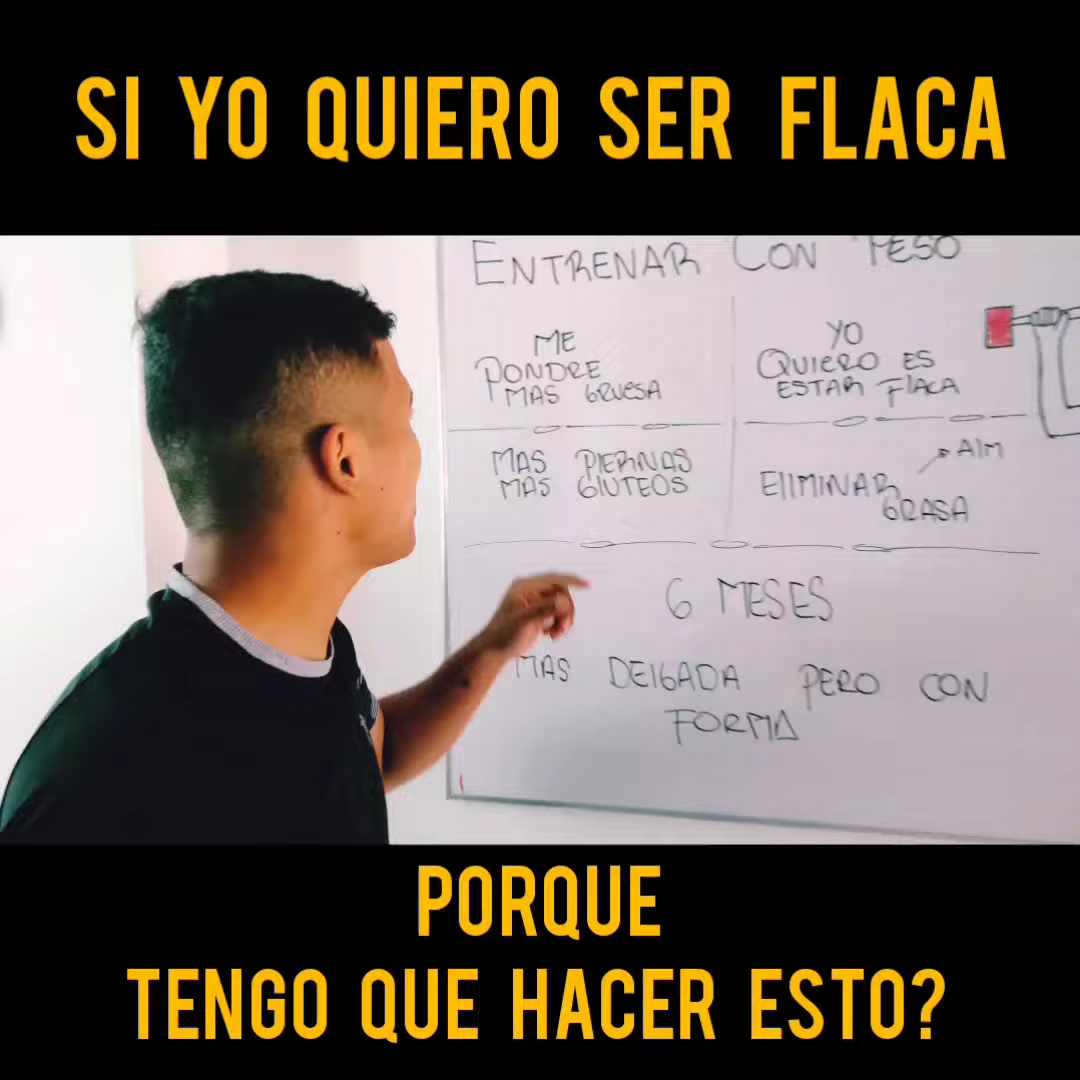 SI YO QUIERO SER FLACA
ENTRENAR CON PESO
ME
PONDRE
MAS GRUESA
YO
QUIERO ES
ESTAR FLACA
MAS PIERNAS
MAS GLUTEOS
AlM
ElIMINAR
GRASA
6 MESES
MAS DElGADA PERO CON
FORMA
PORQUE
TENGO QUE HACER ESTO?